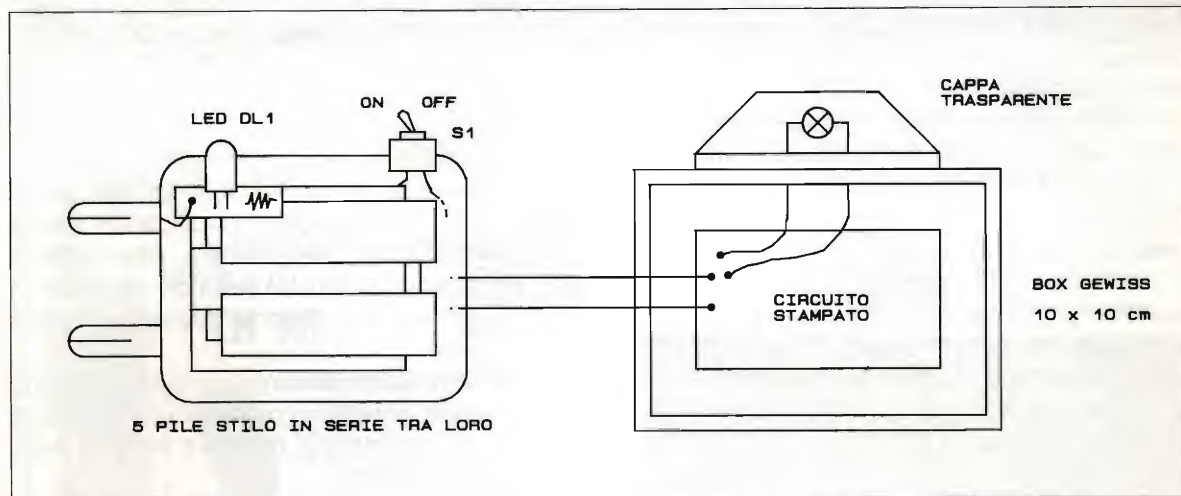 LED DL1
ON OFF
S1
5 PILE STILO IN SERIE TRA LORO
CAPPA
TRASPARENTE
CIRCUITO
STAMPATO
BOX GEWISS
10 x 10 cm